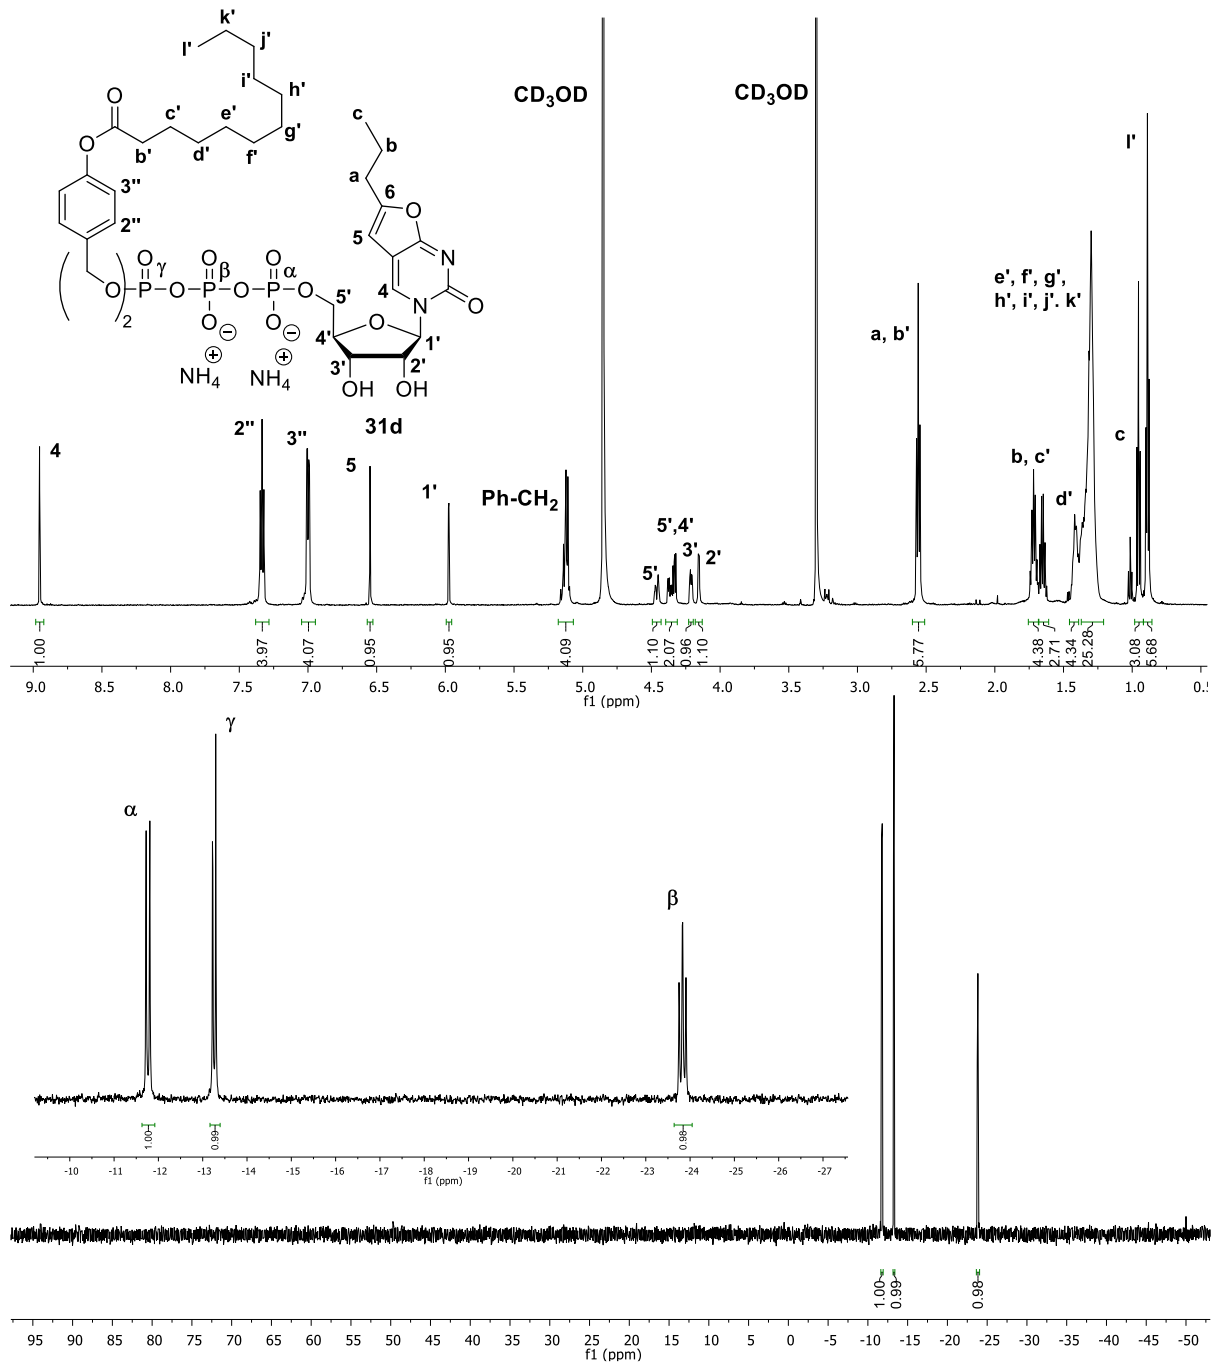 k'
l'
j'
i'
h'
g'
O
c'
e'
b'
d'
f'
O
3''
2''
c
b
a
6
O
5
N
4
N
O
( O O γ O β O α
O P O P O P O 5'
) 2
O ⊖ O ⊖
4' O 1'
3' 2'
⊕ ⊕
NH4 NH4
OH OH
31d
CD3OD
CD3OD
4
2''
3''
5
1'
Ph-CH2
5',4'
5'
3'
2'
a, b'
b, c'
d'
e', f', g',
h', i', j'. k'
c
l'
1.00
3.97
4.07
0.95
0.95
4.09
1.10
2.07
0.96
1.10
5.77
4.38
2.71
4.34
25.28
3.08
5.68
9.0 8.5 8.0 7.5 7.0 6.5 6.0 5.5 5.0 4.5 4.0 3.5 3.0 2.5 2.0 1.5 1.0
f1 (ppm)
α
γ
β
1.00
0.99
0.98
-10 -11 -12 -13 -14 -15 -16 -17 -18 -19 -20 -21 -22 -23 -24 -25 -26 -27
f1 (ppm)
1.00
0.99
0.98
95 90 85 80 75 70 65 60 55 50 45 40 35 30 25 20 15 10 5 0 -5 -10 -15 -20 -25 -30 -35 -40 -45 -50
f1 (ppm)